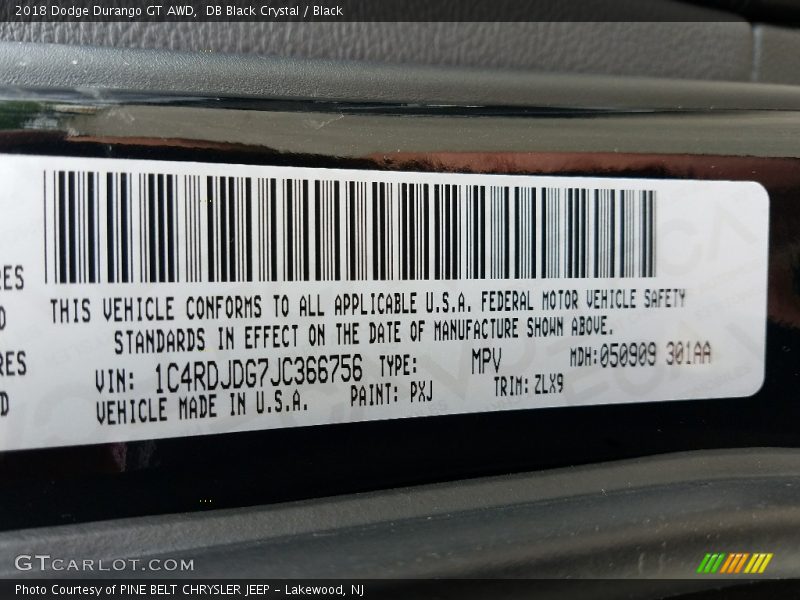 2018 Dodge Durango GT AWD,  DB Black Crystal / Black
RES
D
RES
D
THIS VEHICLE CONFORMS TO ALL APPLICABLE U.S.A. FEDERAL MOTOR VEHICLE SAFETY
STANDARDS IN EFFECT ON THE DATE OF MANUFACTURE SHOWN ABOVE.
VIN: 1C4RDJDG7JC366756 TYPE: MPV MDH:050909 301AA
VEHICLE MADE IN U.S.A. PAINT: PXJ TRIM: ZLX9
GTCARLOT.COM
Photo Courtesy of PINE BELT CHRYSLER JEEP - Lakewood, NJ